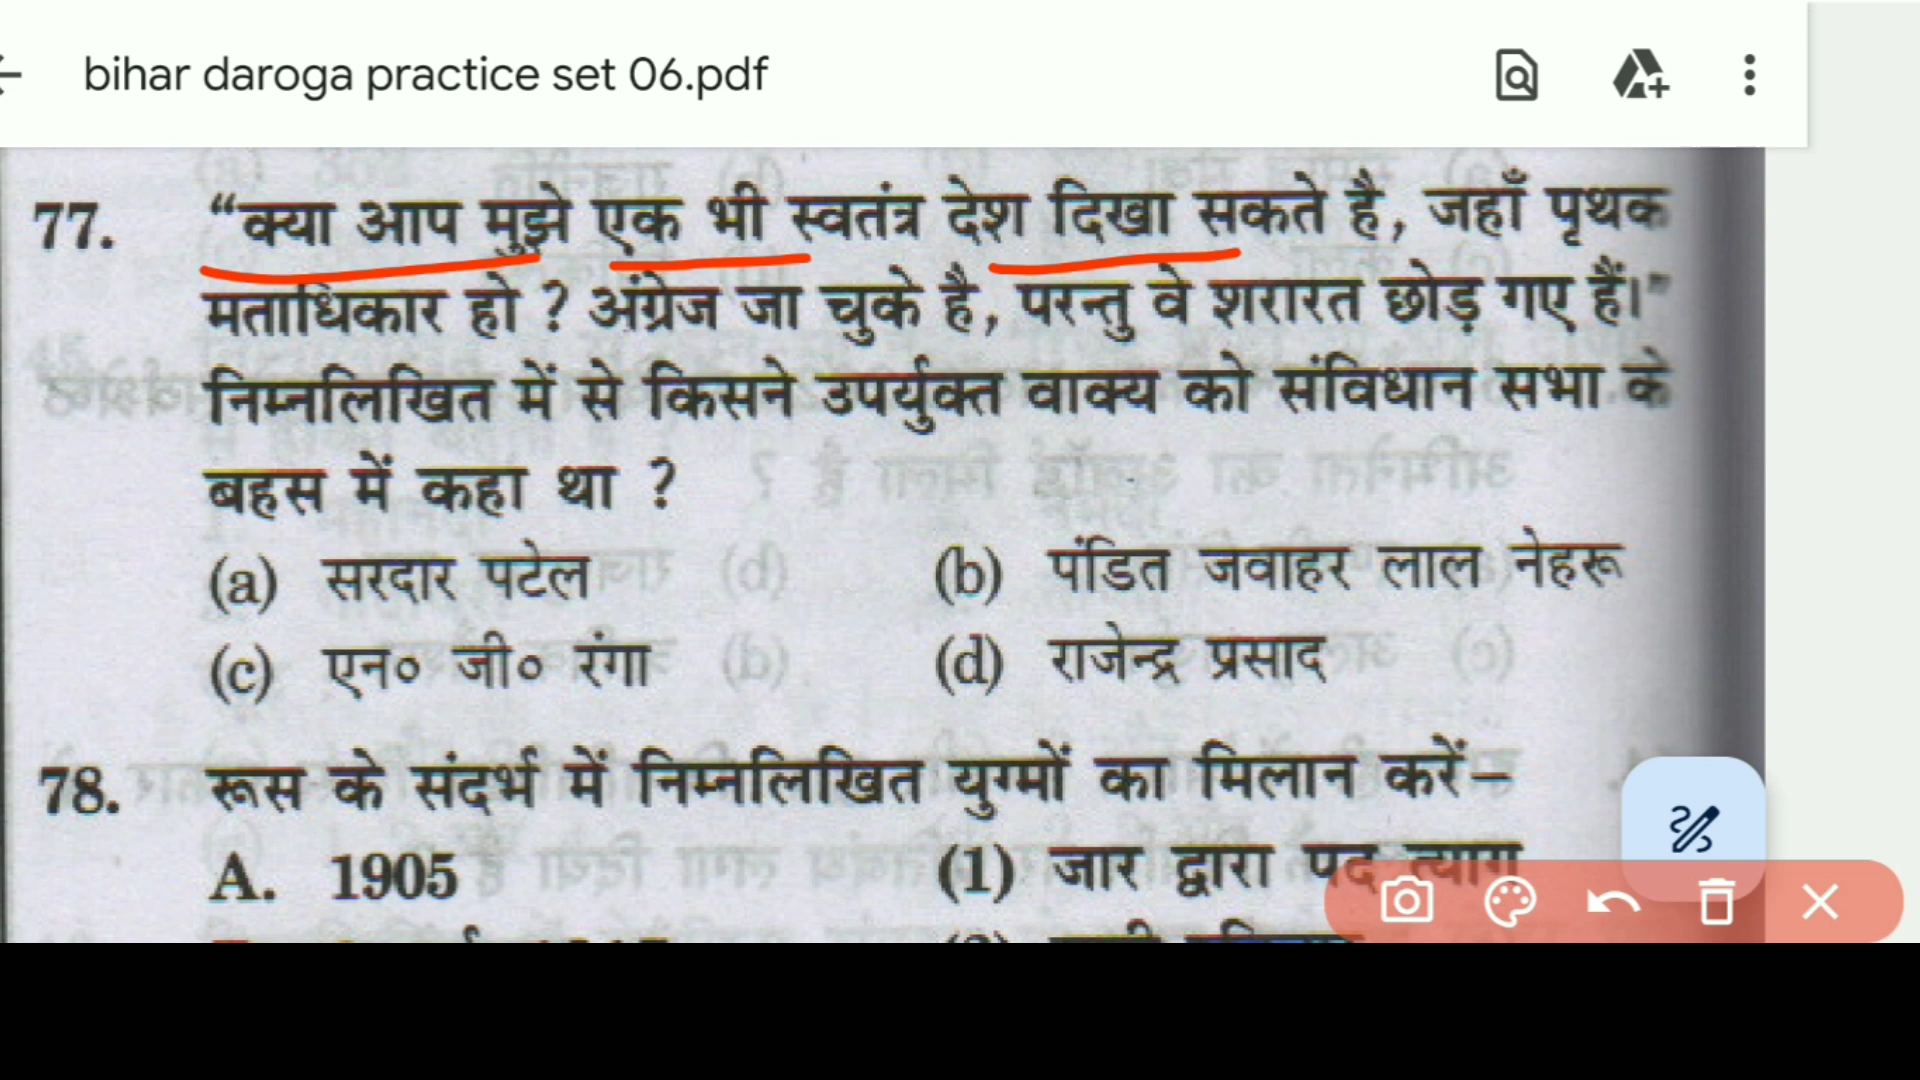 bihar daroga practice set 06.pdf
77. “क्या आप मुझे एक भी स्वतंत्र देश दिखा सकते है, जहाँ पृथक
मताधिकार हो ? अंग्रेज जा चुके है, परन्तु वे शरारत छोड़ गए हैं।”
निम्नलिखित में से किसने उपर्युक्त वाक्य को संविधान सभा के
बहस में कहा था ?
(a) सरदार पटेल (b) पंडित जवाहर लाल नेहरू
(c) एन० जी० रंगा (d) राजेन्द्र प्रसाद
78. रूस के संदर्भ में निम्नलिखित युग्मों का मिलान करें–
A. 1905 (1) जार द्वारा पद त्याग